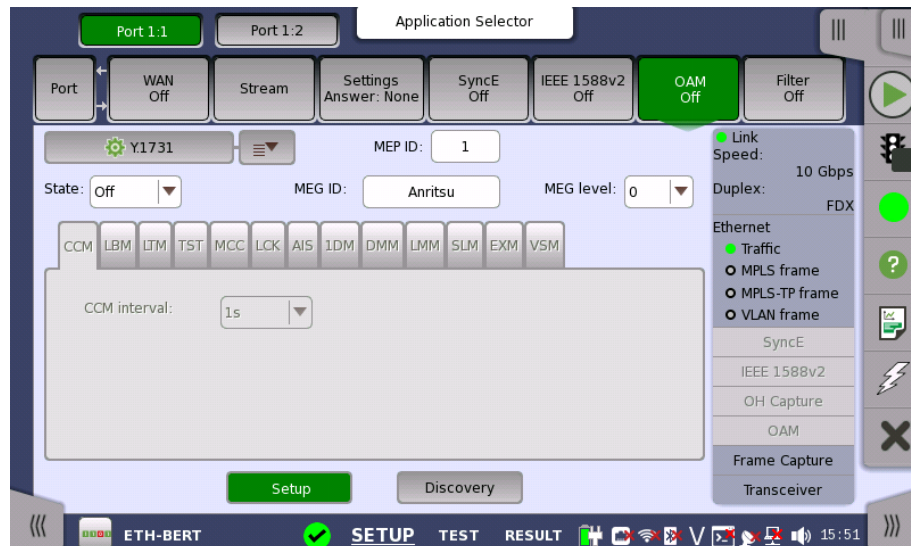 Application Selector
Port 1:1
Port 1:2
Port
WAN
Off
Stream
Settings
Answer: None
SyncE
Off
IEEE 1588v2
Off
OAM
Off
Filter
Off
Y.1731
MEP ID:
1
State:
Off
MEG ID:
Anritsu
MEG level:
0
CCM
LBM
LTM
TST
MCC
LCK
AIS
1DM
DMM
LMM
SLM
EXM
VSM
CCM interval:
1s
Setup
Discovery
Link
Speed:
10 Gbps
Duplex:
FDX
Ethernet
Traffic
MPLS frame
MPLS-TP frame
VLAN frame
SyncE
IEEE 1588v2
OH Capture
OAM
Frame Capture
Transceiver
ETH-BERT
SETUP
TEST
RESULT
V
15:51